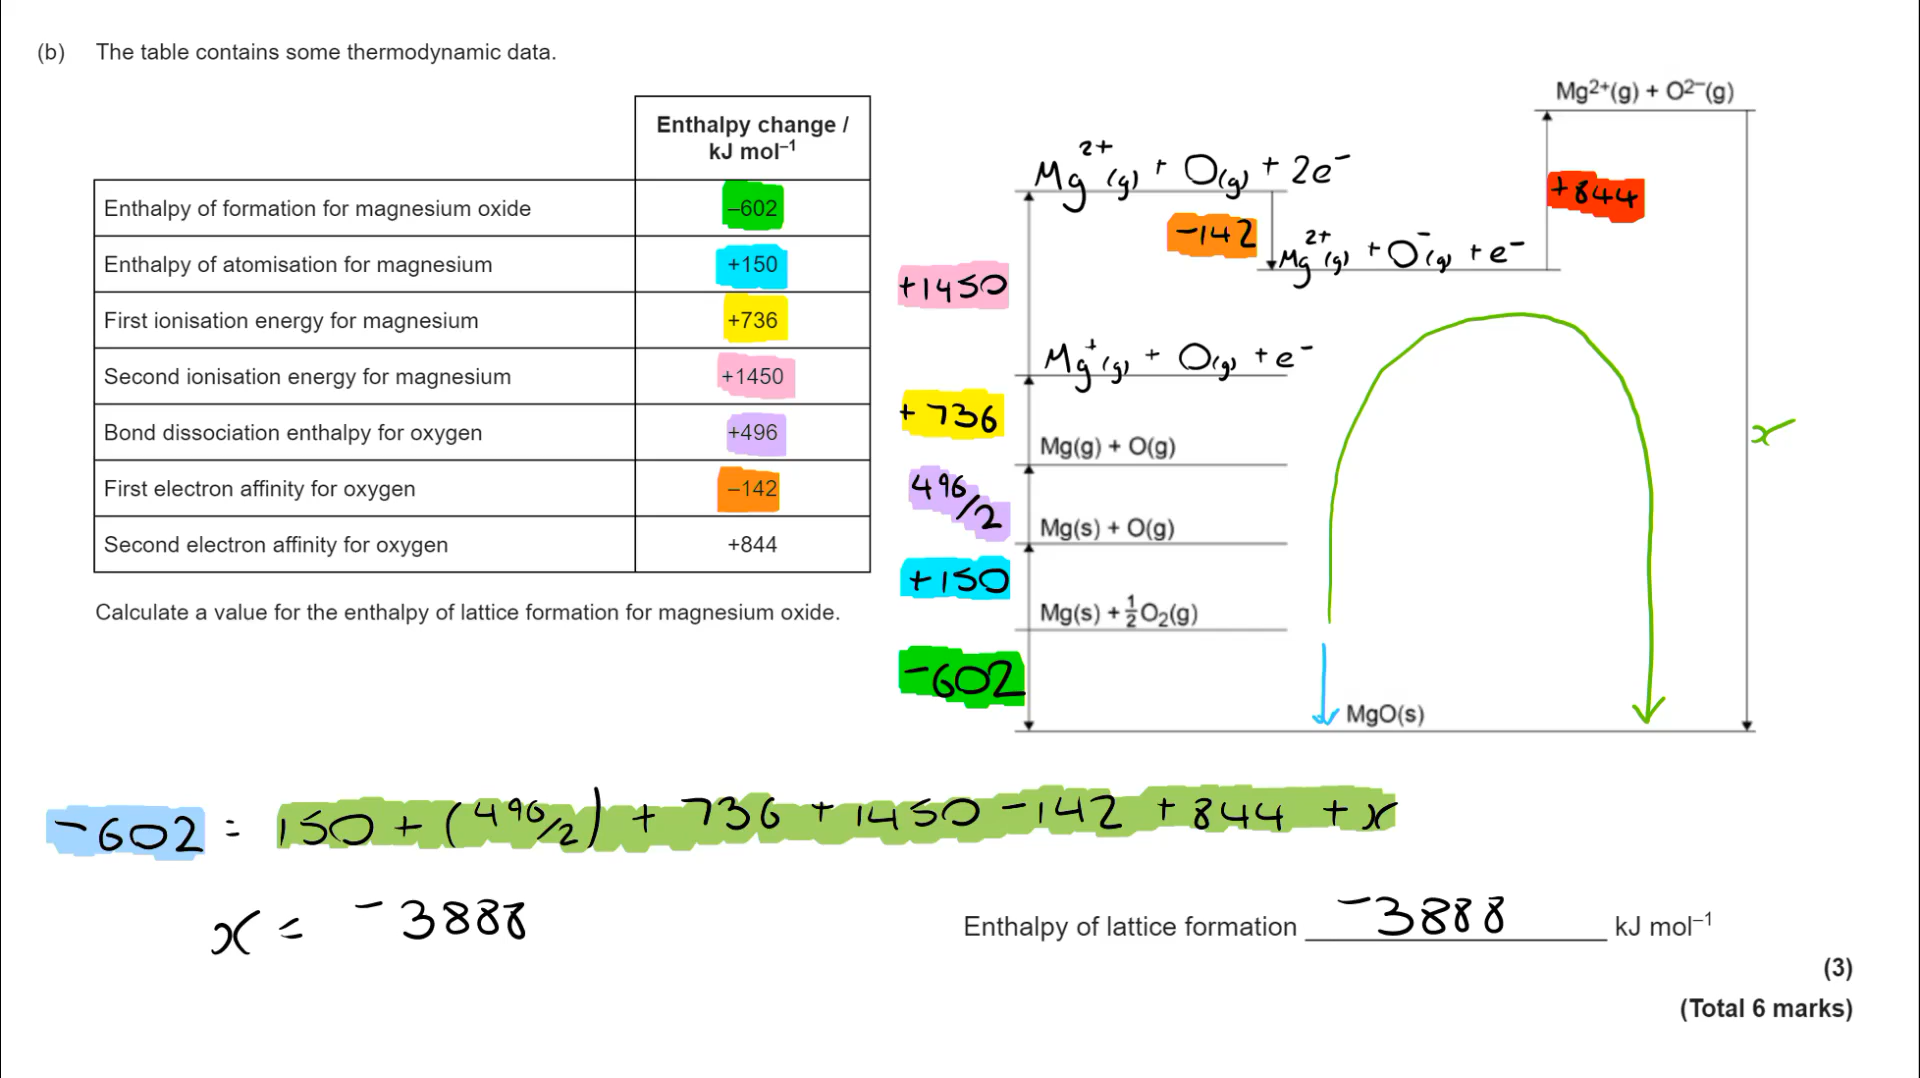 (b) The table contains some thermodynamic data.
Enthalpy change / kJ mol⁻¹
Enthalpy of formation for magnesium oxide –602
Enthalpy of atomisation for magnesium +150
First ionisation energy for magnesium +736
Second ionisation energy for magnesium +1450
Bond dissociation enthalpy for oxygen +496
First electron affinity for oxygen –142
Second electron affinity for oxygen +844
Calculate a value for the enthalpy of lattice formation for magnesium oxide.
Mg²⁺(g) + O²⁻(g)
Mg²⁺(g) + O(g) + 2e⁻
+844
-142
Mg²⁺(g) + O⁻(g) + e⁻
+1450
Mg⁺(g) + O(g) + e⁻
+736
Mg(g) + O(g)
x
496/2
Mg(s) + O(g)
+150
Mg(s) + ½O₂(g)
-602
MgO(s)
-602 = 150 + (496/2) + 736 + 1450 - 142 + 844 + x
x = -3888
Enthalpy of lattice formation -3888 kJ mol⁻¹
(3)
(Total 6 marks)